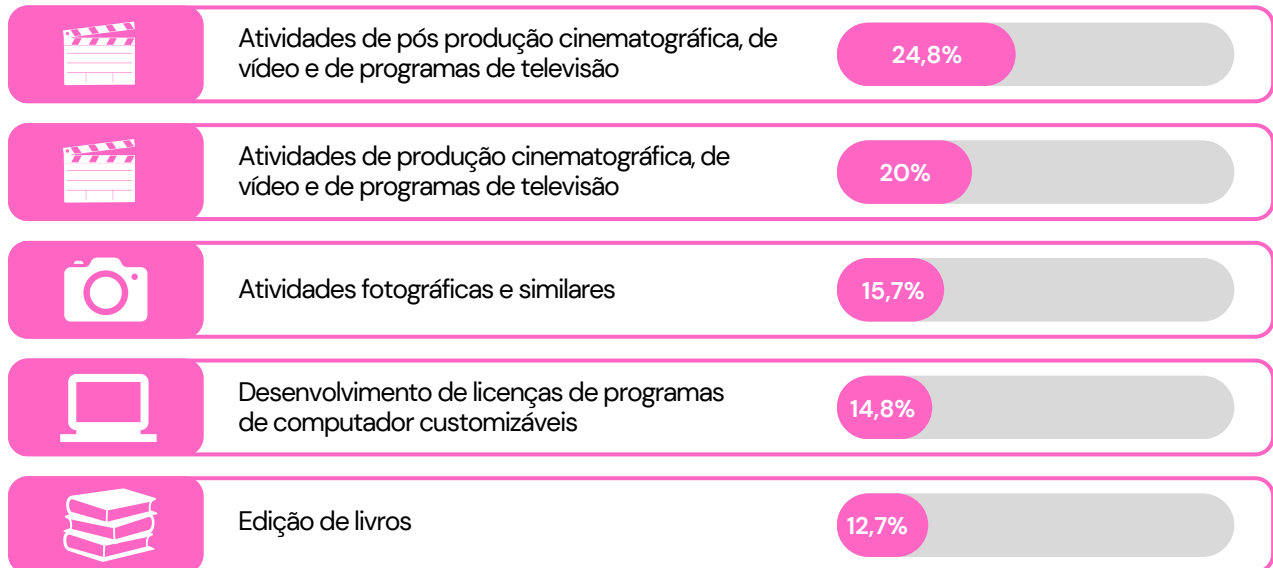 Atividades de pós produção cinematográfica, de
vídeo e de programas de televisão
24,8%
Atividades de produção cinematográfica, de
vídeo e de programas de televisão
20%
Atividades fotográficas e similares
15,7%
Desenvolvimento de licenças de programas
de computador customizáveis
14,8%
Edição de livros
12,7%